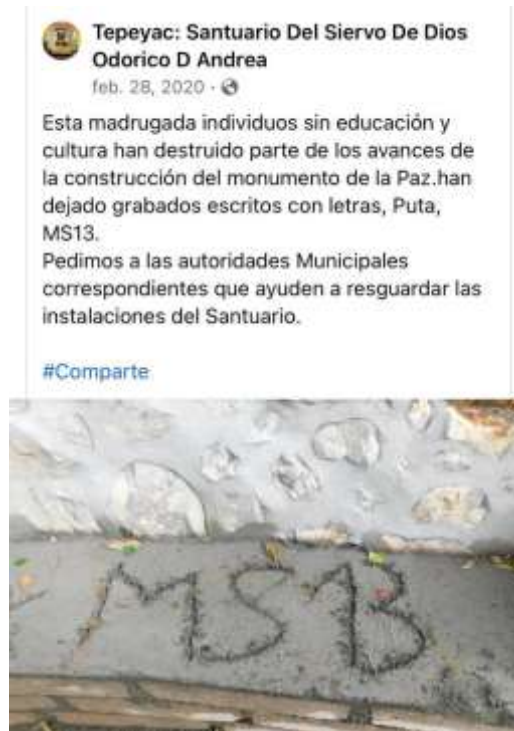 Tepeyac: Santuario Del Siervo De Dios
Odorico D Andrea
feb. 28, 2020 ·
Esta madrugada individuos sin educación y
cultura han destruido parte de los avances de
la construcción del monumento de la Paz.han
dejado grabados escritos con letras, Puta,
MS13.
Pedimos a las autoridades Municipales
correspondientes que ayuden a resguardar las
instalaciones del Santuario.
#Comparte
MS13